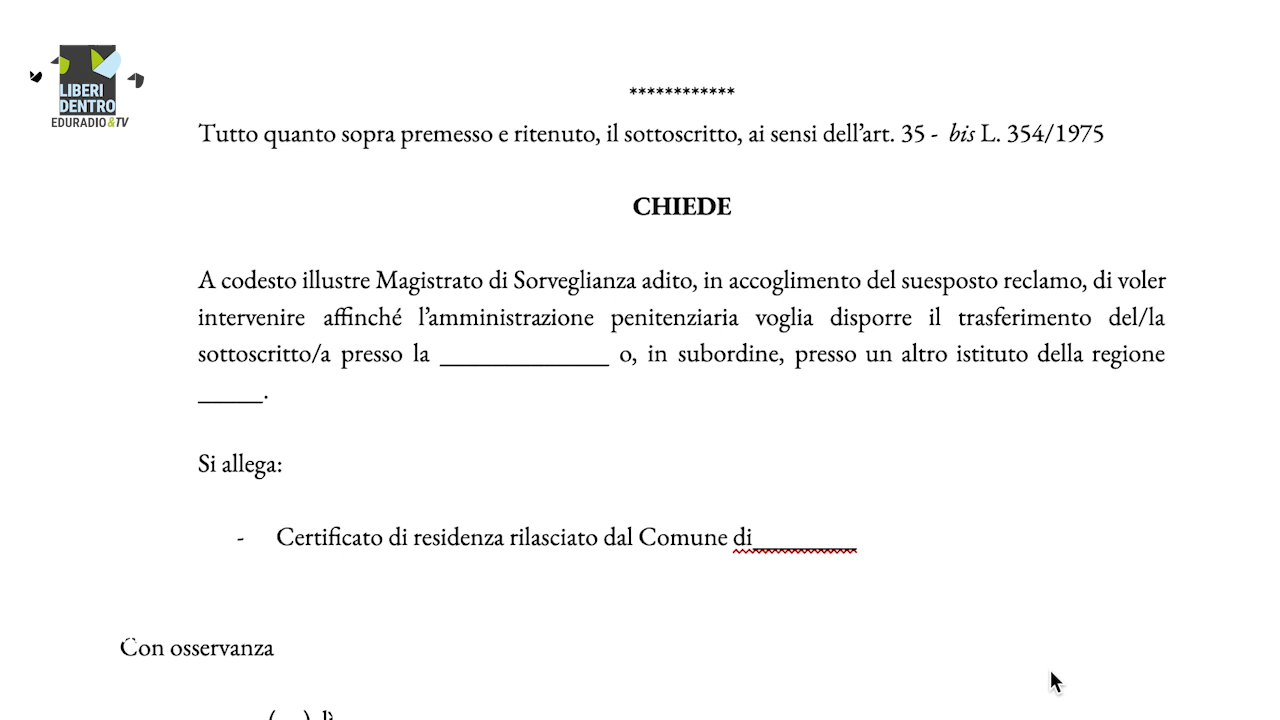 LIBERI
DENTRO
EDURADIO&TV
************
Tutto quanto sopra premesso e ritenuto, il sottoscritto, ai sensi dell’art. 35 - bis L. 354/1975
CHIEDE
A codesto illustre Magistrato di Sorveglianza adito, in accoglimento del suesposto reclamo, di voler
intervenire affinché l’amministrazione penitenziaria voglia disporre il trasferimento del/la
sottoscritto/a presso la _____________ o, in subordine, presso un altro istituto della regione
_____.
Si allega:
- Certificato di residenza rilasciato dal Comune di________
Con osservanza
(__) lì